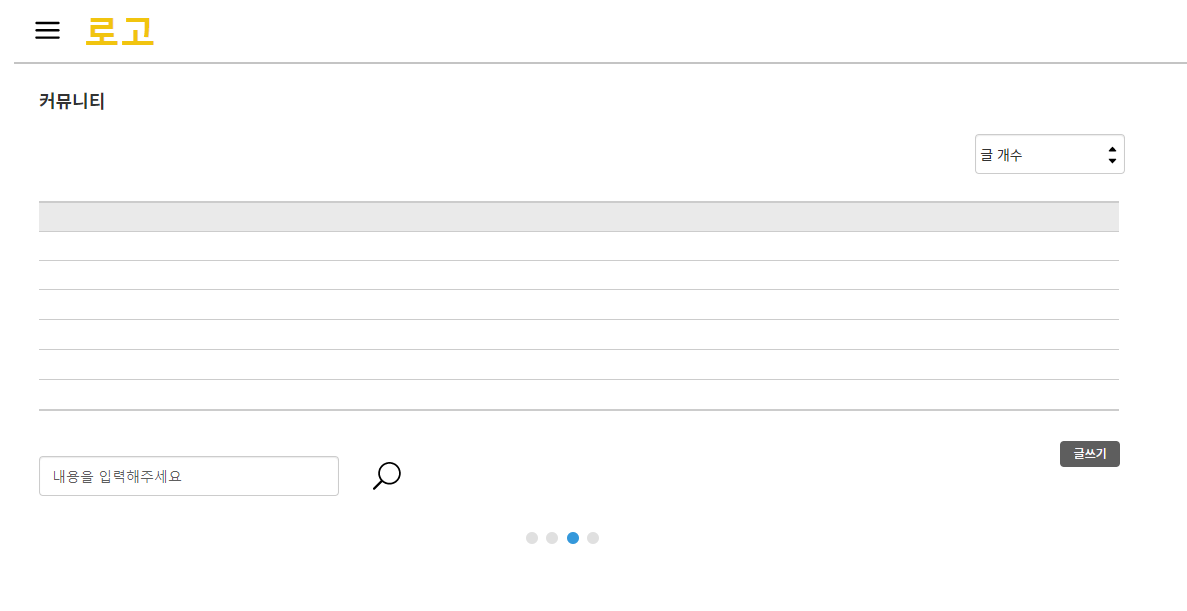 로고
커뮤니티
글 개수
글쓰기
내용을 입력해주세요